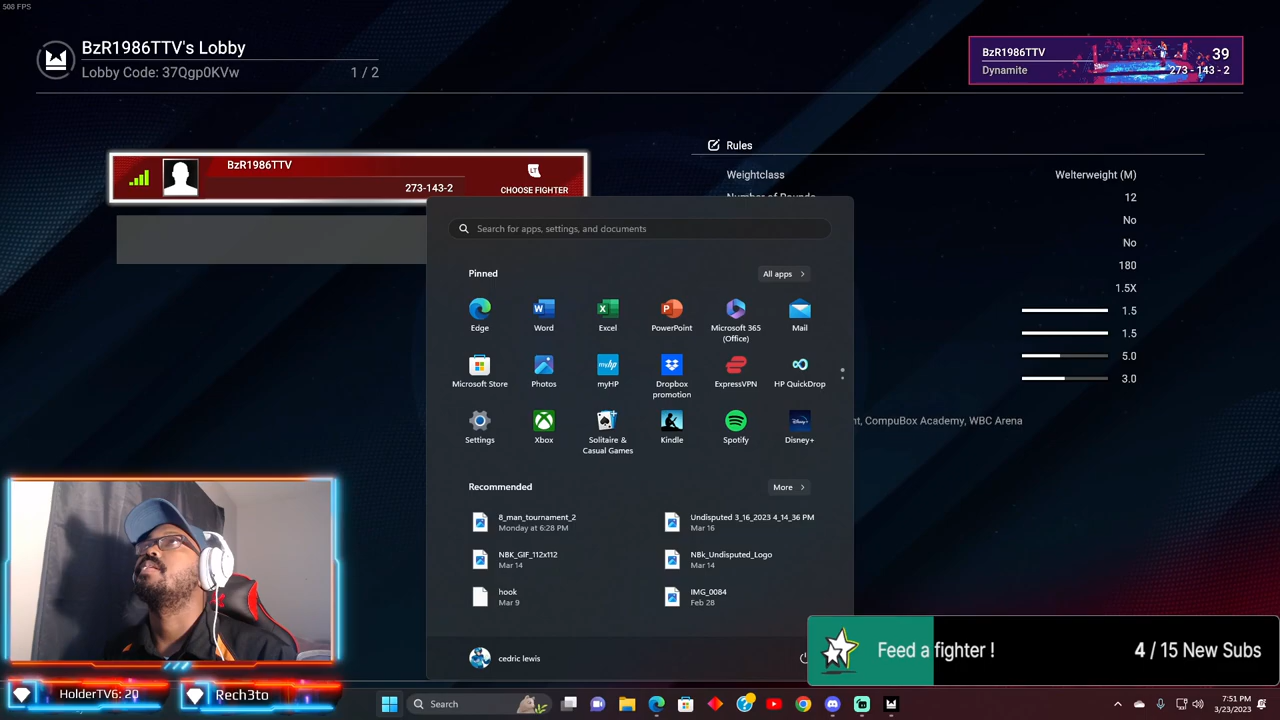 508 FPS
BzR1986TTV's Lobby
Lobby Code: 37Qgp0KVw
1 / 2
BzR1986TTV
39
Dynamite
273 - 143 - 2
BzR1986TTV
273-143-2
LT
CHOOSE FIGHTER
Rules
Weightclass
Welterweight (M)
Number of Rounds
12
No
No
180
1.5X
1.5
1.5
5.0
3.0
nt, CompuBox Academy, WBC Arena
Search for apps, settings, and documents
Pinned
All apps
Edge
Word
Excel
PowerPoint
Microsoft 365
(Office)
Mail
Microsoft Store
Photos
myHP
Dropbox
promotion
ExpressVPN
HP QuickDrop
Settings
Xbox
Solitaire &
Casual Games
Kindle
Spotify
Disney+
Recommended
More
8_man_tournament_2
Monday at 6:28 PM
Undisputed 3_16_2023 4_14_36 PM
Mar 16
NBK_GIF_112x112
Mar 14
NBk_Undisputed_Logo
Mar 14
hook
Mar 9
IMG_0084
Feb 28
cedric lewis
Feed a fighter !
4 / 15 New Subs
HolderTV6: 20
Rech3to
Search
7:51 PM
3/23/2023